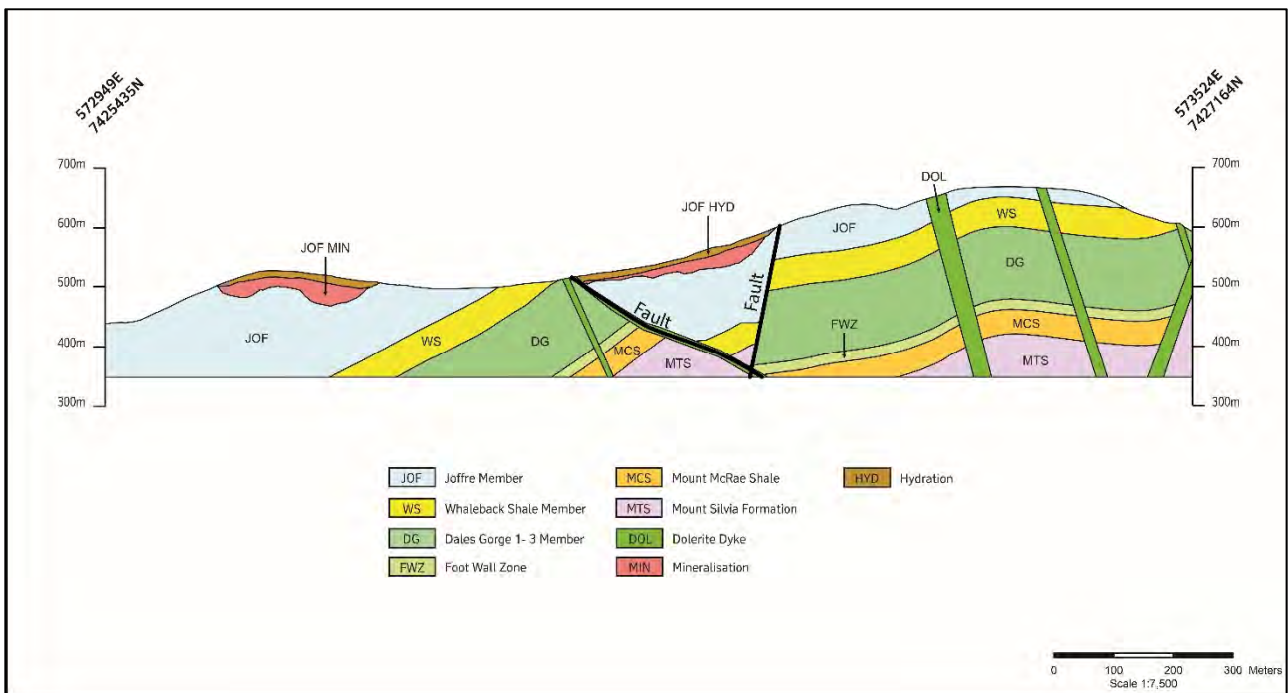 572949E
7425435N
573524E
7427164N
700m
600m
500m
400m
300m
700m
600m
500m
400m
300m
DOL
JOF HYD
JOF
WS
JOF MIN
Fault
DG
Fault
FWZ
MCS
JOF
WS
DG
MCS
MTS
MTS
JOF Joffre Member
WS Whaleback Shale Member
DG Dales Gorge 1- 3 Member
FWZ Foot Wall Zone
MCS Mount McRae Shale
MTS Mount Silvia Formation
DOL Dolerite Dyke
MIN Mineralisation
HYD Hydration
0 100 200 300 Meters
Scale 1:7,500